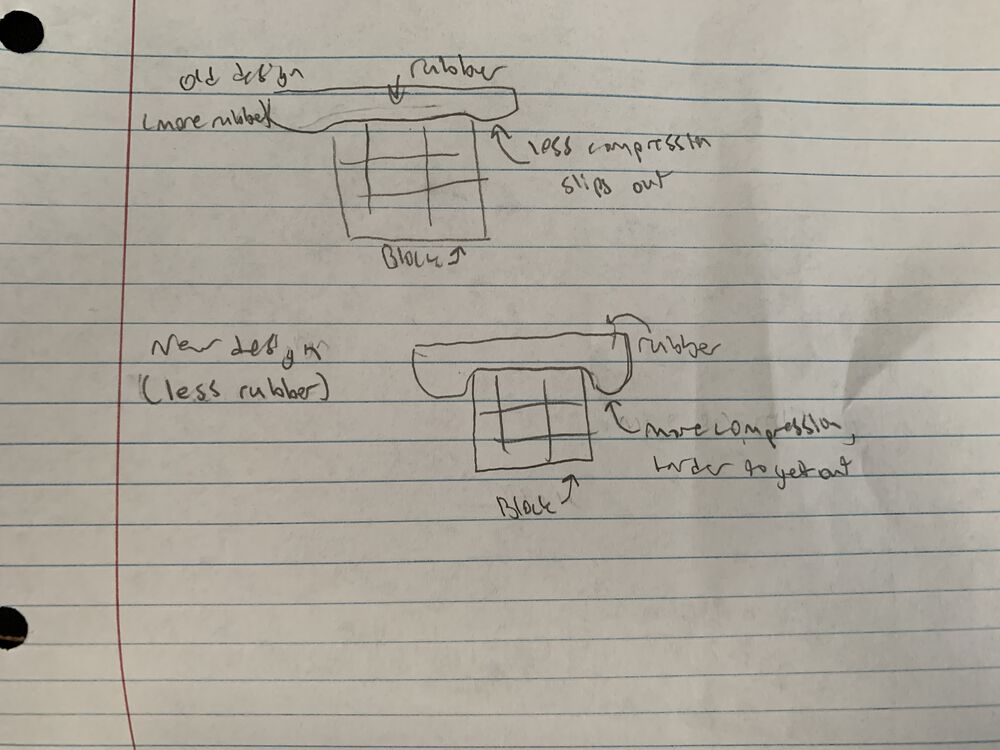 old design
rubber
(more rubber)
less compression
slips out
Block
New design
(less rubber)
rubber
more compression,
harder to get out
Block